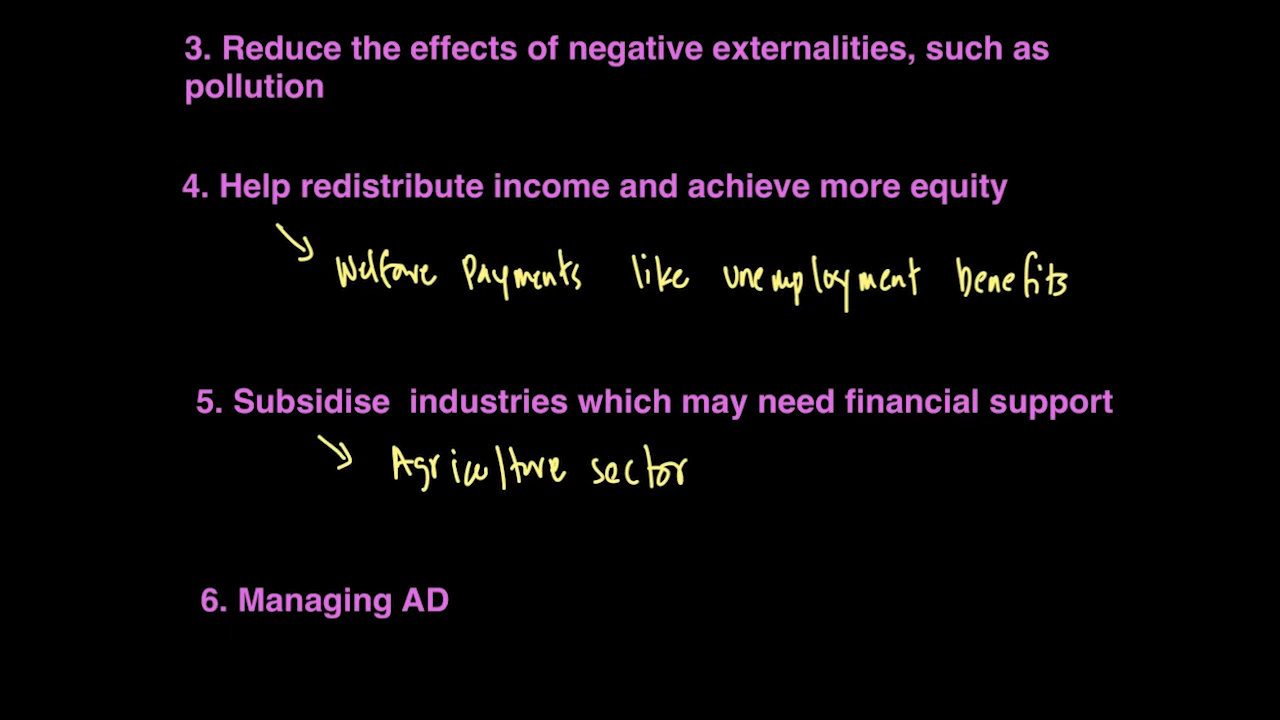 3. Reduce the effects of negative externalities, such as
pollution
4. Help redistribute income and achieve more equity
Welfare Payments like unemployment benefits
5. Subsidise  industries which may need financial support
Agriculture sector
6. Managing AD